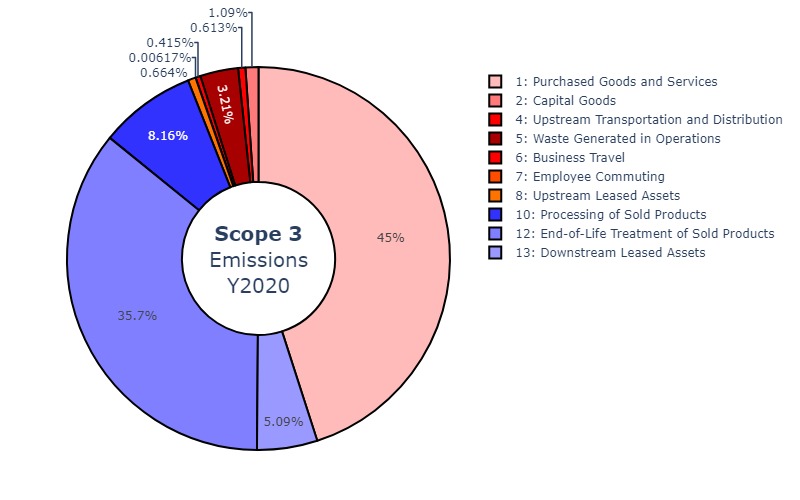 1.09%
0.613%
0.415%
0.00617%
0.664%
3.21%
8.16%
45%
35.7%
5.09%
Scope 3
Emissions
Y2020
1: Purchased Goods and Services
2: Capital Goods
4: Upstream Transportation and Distribution
5: Waste Generated in Operations
6: Business Travel
7: Employee Commuting
8: Upstream Leased Assets
10: Processing of Sold Products
12: End-of-Life Treatment of Sold Products
13: Downstream Leased Assets